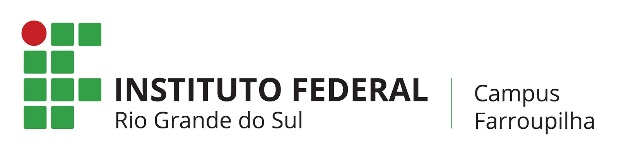 INSTITUTO FEDERAL
Rio Grande do Sul
Campus
Farroupilha